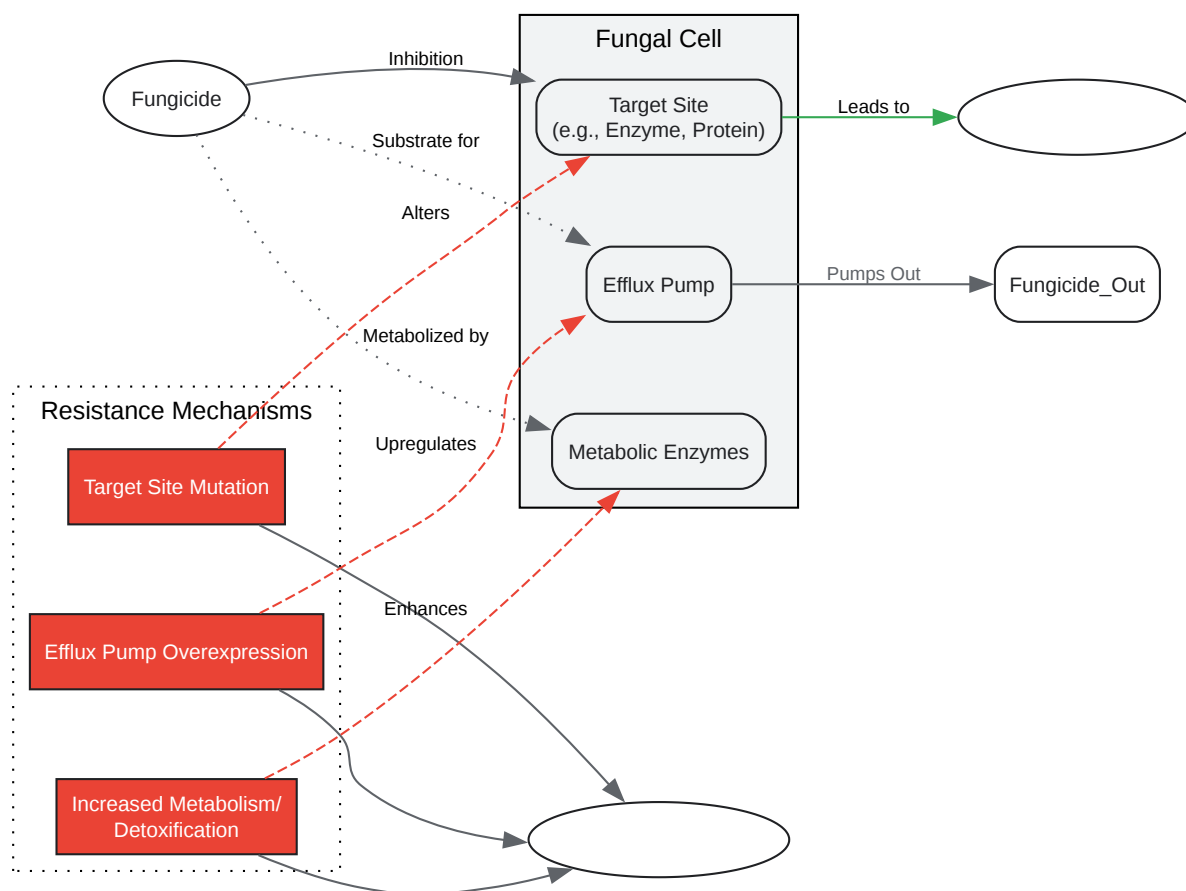 Fungal Cell
Inhibition
Fungicide
Target Site
(e.g., Enzyme, Protein)
Leads to
Substrate for
Alters
Efflux Pump
Pumps Out
Fungicide_Out
Metabolized by
Resistance Mechanisms
Upregulates
Metabolic Enzymes
Target Site Mutation
Enhances
Efflux Pump Overexpression
Increased Metabolism/
Detoxification